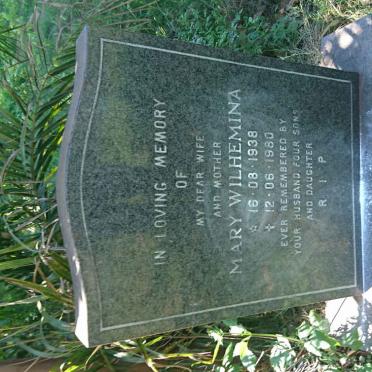 IN LOVING MEMORY
OF
MY DEAR WIFE
AND MOTHER
MARY WILHEMINA
☆ 16·08·1938
✝ 12·06·1980
EVER REMEMBERED BY
YOUR HUSBAND FOUR SONS
AND DAUGHTER
R I P